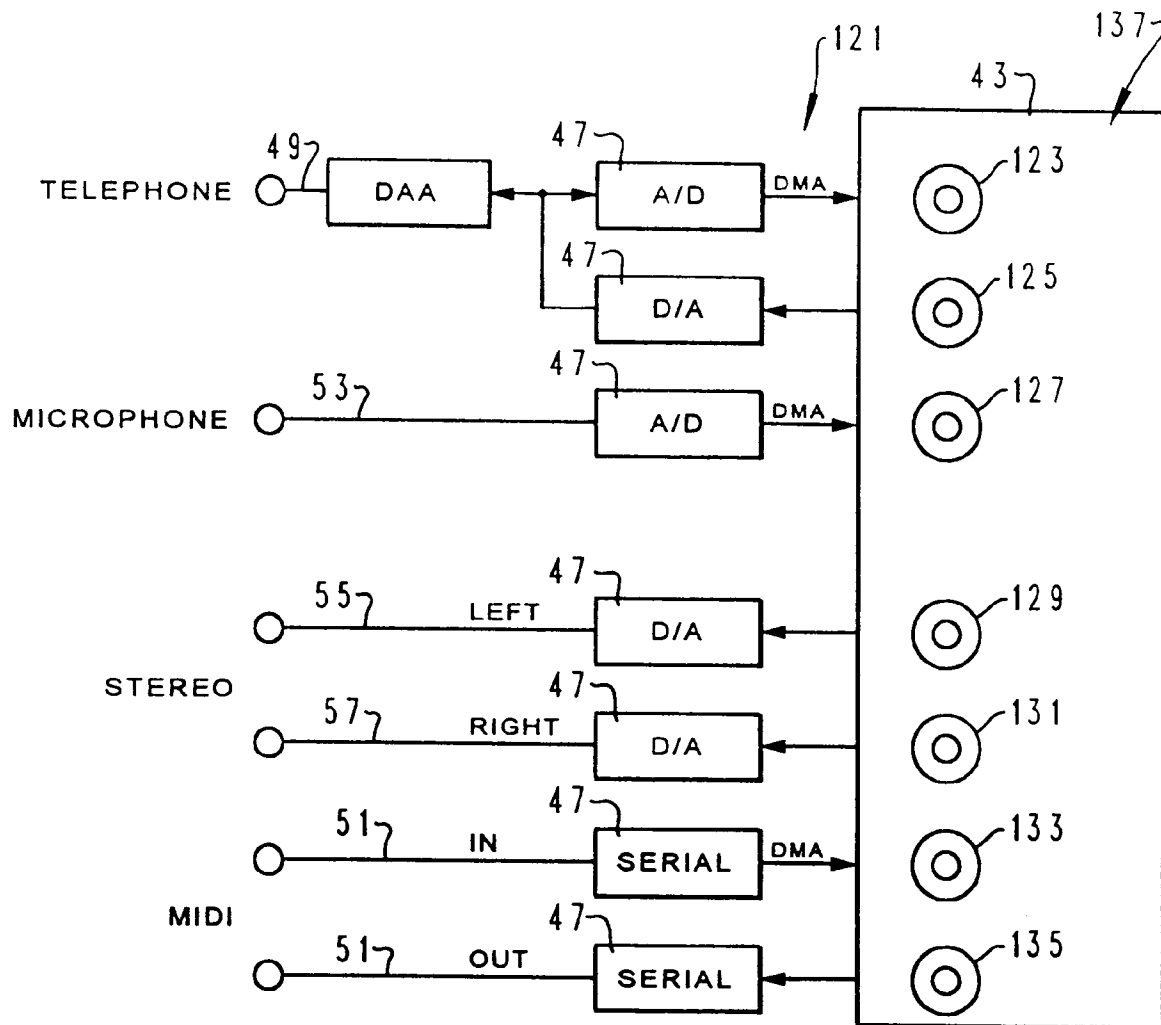 121
137
43
49
47
123
TELEPHONE
DAA
A/D
DMA
47
125
D/A
53
47
127
MICROPHONE
A/D
DMA
55
LEFT
47
129
D/A
STEREO
57
RIGHT
47
131
D/A
51
IN
47
133
SERIAL
DMA
MIDI
51
OUT
47
135
SERIAL